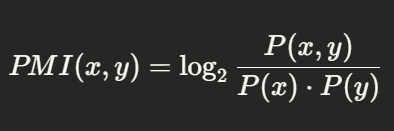 PMI(x, y) = log₂ P(x, y) / P(x) · P(y)